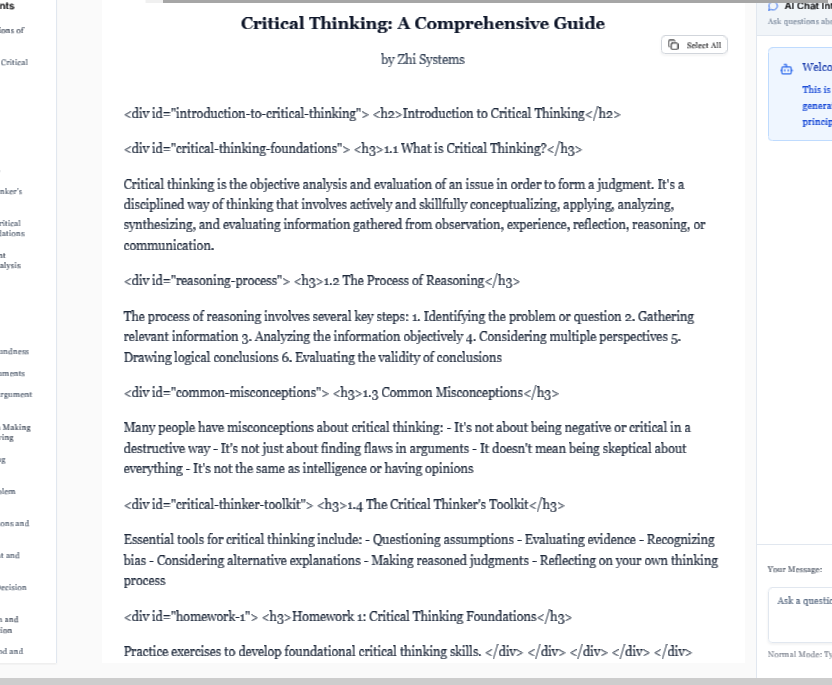 nts
ions of
Critical
nker's
ritical
lations
nt
alysis
ndness
uments
rgument
Making
ving
ng
blem
ons and
t and
Decision
s and
ion
nd and
Critical Thinking: A Comprehensive Guide
Select All
by Zhi Systems
<div id="introduction-to-critical-thinking"> <h2>Introduction to Critical Thinking</h2>
<div id="critical-thinking-foundations"> <h3>1.1 What is Critical Thinking?</h3>
Critical thinking is the objective analysis and evaluation of an issue in order to form a judgment. It's a
disciplined way of thinking that involves actively and skillfully conceptualizing, applying, analyzing,
synthesizing, and evaluating information gathered from observation, experience, reflection, reasoning, or
communication.
<div id="reasoning-process"> <h3>1.2 The Process of Reasoning</h3>
The process of reasoning involves several key steps: 1. Identifying the problem or question 2. Gathering
relevant information 3. Analyzing the information objectively 4. Considering multiple perspectives 5.
Drawing logical conclusions 6. Evaluating the validity of conclusions
<div id="common-misconceptions"> <h3>1.3 Common Misconceptions</h3>
Many people have misconceptions about critical thinking: - It's not about being negative or critical in a
destructive way - It's not just about finding flaws in arguments - It doesn't mean being skeptical about
everything - It's not the same as intelligence or having opinions
<div id="critical-thinker-toolkit"> <h3>1.4 The Critical Thinker's Toolkit</h3>
Essential tools for critical thinking include: - Questioning assumptions - Evaluating evidence - Recognizing
bias - Considering alternative explanations - Making reasoned judgments - Reflecting on your own thinking
process
<div id="homework-1"> <h3>Homework 1: Critical Thinking Foundations</h3>
Practice exercises to develop foundational critical thinking skills. </div> </div> </div> </div> </div>
AI Chat Int
Ask questions abo
Welco
This is
genera
princip
Your Message:
Ask a questio
Normal Mode: Ty